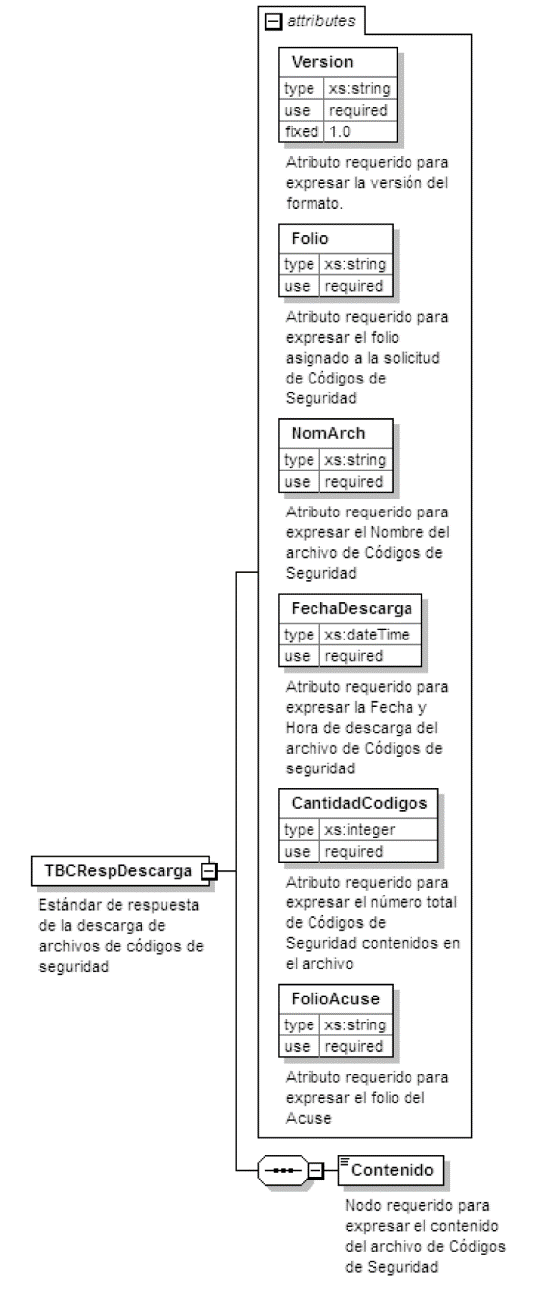 attributes
Version
type xs:string
use required
fixed 1.0
Atributo requerido para
expresar la versión del
formato.
Folio
type xs:string
use required
Atributo requerido para
expresar el folio
asignado a la solicitud
de Códigos de
Seguridad
NomArch
type xs:string
use required
Atributo requerido para
expresar el Nombre del
archivo de Códigos de
Seguridad
FechaDescarga
type xs:dateTime
use required
Atributo requerido para
expresar la Fecha y
Hora de descarga del
archivo de Códigos de
seguridad
CantidadCodigos
type xs:integer
use required
Atributo requerido para
expresar el número total
de Códigos de
Seguridad contenidos en
el archivo
FolioAcuse
type xs:string
use required
Atributo requerido para
expresar el folio del
Acuse
TBCRespDescarga
Estándar de respuesta
de la descarga de
archivos de códigos de
seguridad
Contenido
Nodo requerido para
expresar el contenido
del archivo de Códigos
de Seguridad